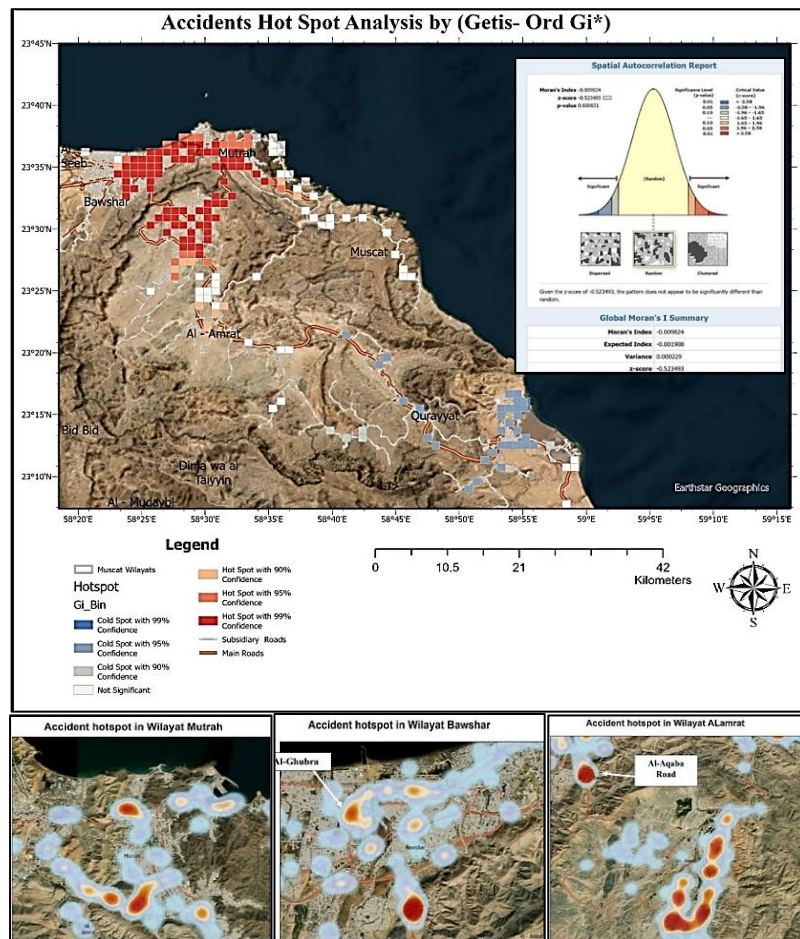 Accidents Hot Spot Analysis by (Getis- Ord Gi*)
23°45'N
23°40'N
23°35'N
23°30'N
23°25'N
23°20'N
23°15'N
23°10'N
Seeb
Mutrah
Bawshar
Muscat
Al - Amrat
Qurayyat
Bid Bid
Dima wa al
Taiyyin
Al - Mudaybi
Earthstar Geographics
58°20'E 58°25'E 58°30'E 58°35'E 58°40'E 58°45'E 58°50'E 58°55'E 59°E 59°5'E 59°10'E 59°15'E
Spatial Autocorrelation Report
Moran's Index -0.009824
z-score -0.523493
p-value
Significance Level
(p-value)
0.01
0.05
0.10
---
0.10
0.05
0.01
Critical Value
(z-score)
< -2.58
-2.58 - -1.96
-1.96 - -1.65
-1.65 - 1.65
1.65 - 1.96
1.96 - 2.58
> 2.58
Significant
(Random)
Significant
Dispersed
Random
Clustered
Given the z-score of -0.523493, the pattern does not appear to be significantly different than
random.
Global Moran's I Summary
Moran's Index -0.009824
Expected Index -0.001908
Variance 0.000229
z-score -0.523493
Legend
Muscat Wilayats
Hotspot
Gi_Bin
Cold Spot with 99%
Confidence
Cold Spot with 95%
Confidence
Cold Spot with 90%
Confidence
Not Significant
Hot Spot with 90%
Confidence
Hot Spot with 95%
Confidence
Hot Spot with 99%
Confidence
Subsidiary Roads
Main Roads
0 10.5 21 42
Kilometers
N
W E
S
Accident hotspot in Wilayat Mutrah
Accident hotspot in Wilayat Bawshar
Al-Ghubra
Bawshar
Accident hotspot in Wilayat ALamrat
Al-Aqaba
Road